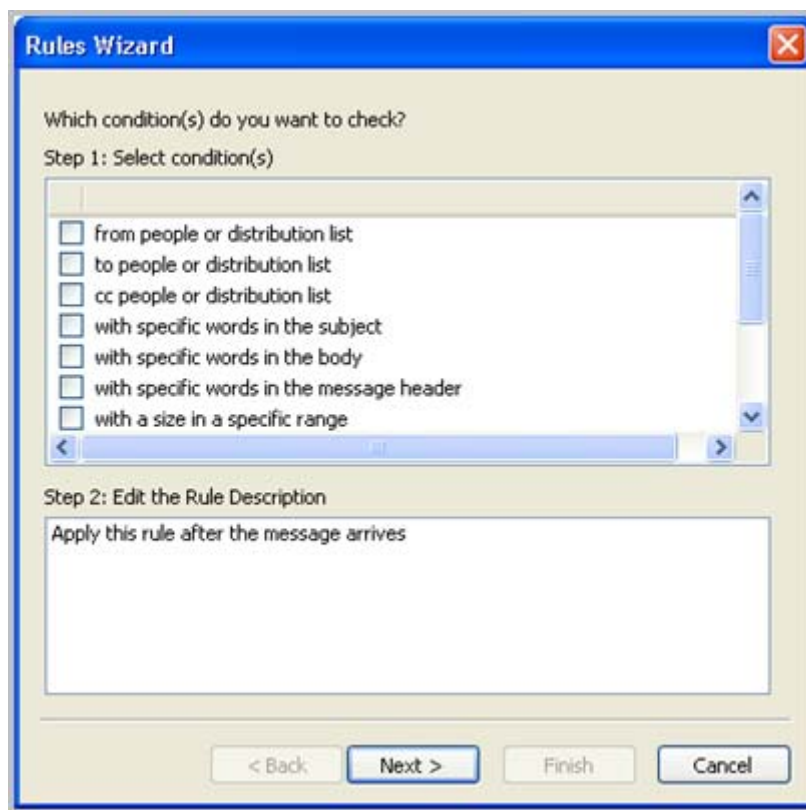 Rules Wizard
Which condition(s) do you want to check?
Step 1: Select condition(s)
from people or distribution list
to people or distribution list
cc people or distribution list
with specific words in the subject
with specific words in the body
with specific words in the message header
with a size in a specific range
Step 2: Edit the Rule Description
Apply this rule after the message arrives
< Back Next > Finish Cancel